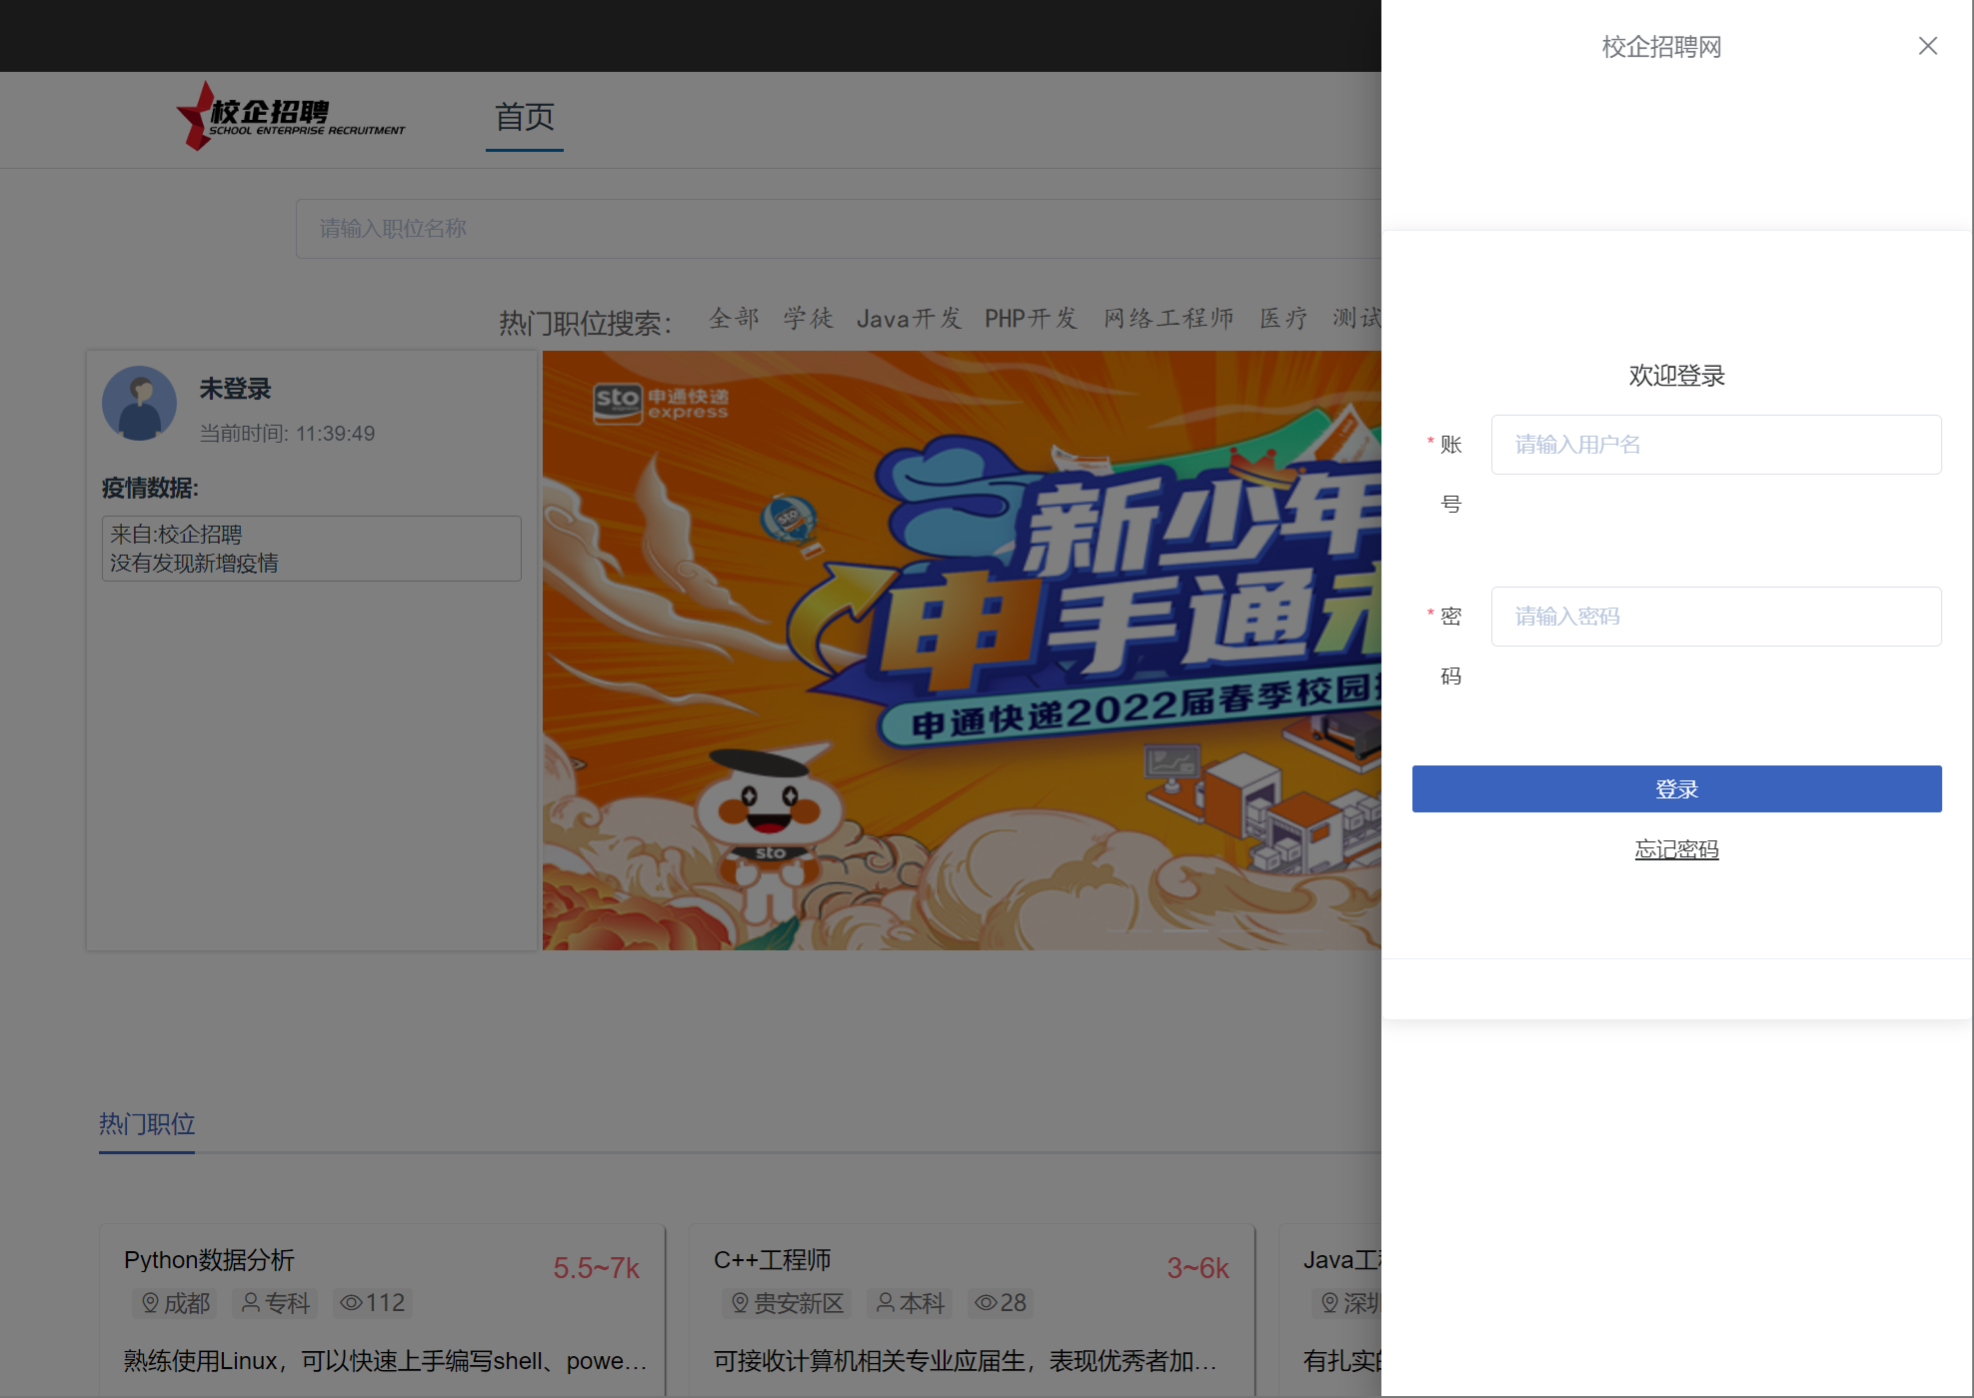 校企招聘网
校企招聘
SCHOOL ENTERPRISE RECRUITMENT
首页
请输入职位名称
热门职位搜索：
全部 学徒 Java开发 PHP开发 网络工程师 医疗 测试
未登录
当前时间: 11:39:49
疫情数据:
来自:校企招聘
没有发现新增疫情
sto 申通快递
express
sto
新少年
申手通未
申通快递2022届春季校园招
sto
欢迎登录
* 账号
请输入用户名
* 密码
请输入密码
登录
忘记密码
热门职位
Python数据分析
5.5~7k
成都 专科 112
熟练使用Linux，可以快速上手编写shell、powe...
C++工程师
3~6k
贵安新区 本科 28
可接收计算机相关专业应届生，表现优秀者加...
Java工
深圳
有扎实